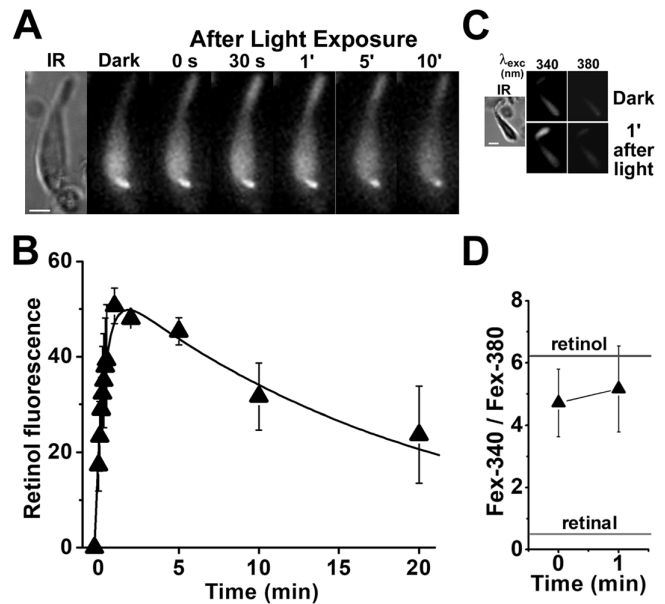 A
After Light Exposure
IR Dark 0 s 30 s 1' 5' 10'
C
λexc (nm) 340 380
IR
Dark
1' after light
B
Retinol fluorescence
60
40
20
0
0 5 10 15 20
Time (min)
D
Fex-340 / Fex-380
8
6
4
2
0
retinol
retinal
0 1
Time (min)